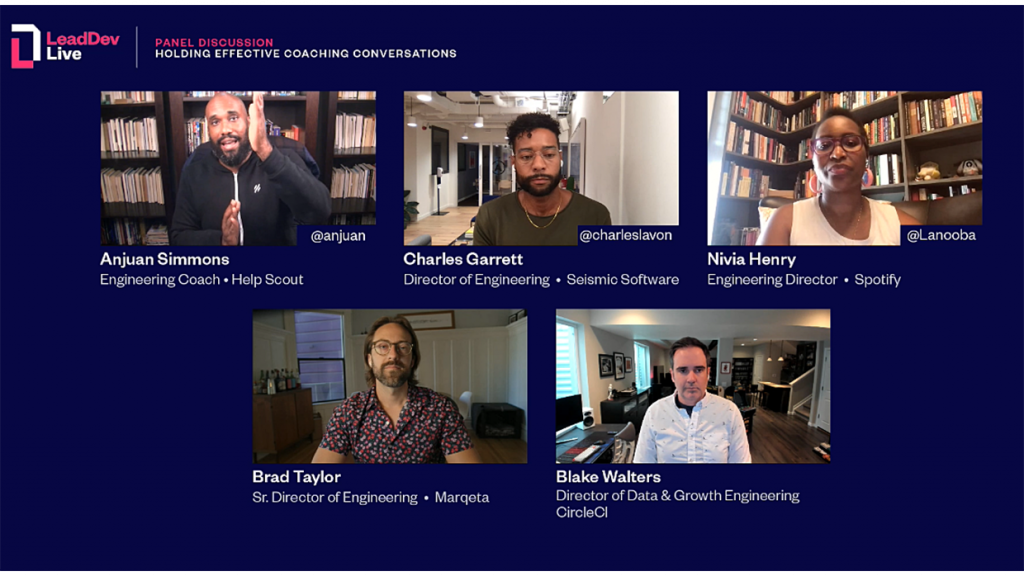 LeadDev
Live
PANEL DISCUSSION
HOLDING EFFECTIVE COACHING CONVERSATIONS
@anjuan
@charleslavon
@Lanooba
Anjuan Simmons
Engineering Coach • Help Scout
Charles Garrett
Director of Engineering • Seismic Software
Nivia Henry
Engineering Director • Spotify
Brad Taylor
Sr. Director of Engineering • Marqeta
Blake Walters
Director of Data & Growth Engineering
CircleCI